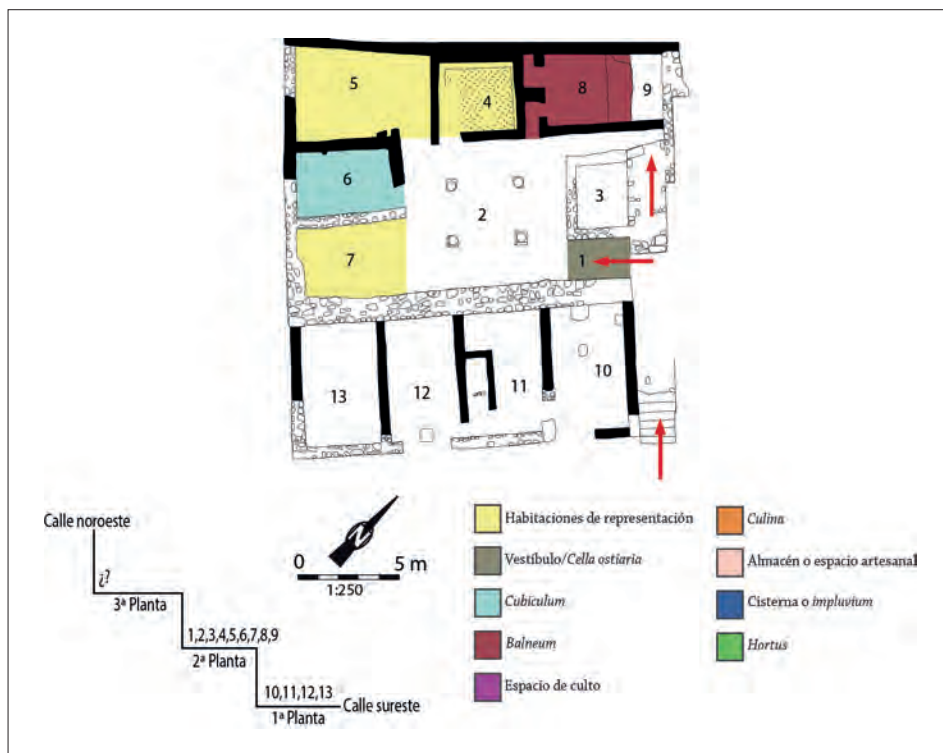 5
4
8
9
6
3
2
7
1
10
11
12
13
Calle noroeste
¿?
3ª Planta
1,2,3,4,5,6,7,8,9
2ª Planta
10,11,12,13
Calle sureste
1ª Planta
N
0 5 m
1:250
Habitaciones de representación
Vestíbulo/Cella ostiaria
Cubiculum
Balneum
Espacio de culto
Culina
Almacén o espacio artesanal
Cisterna o impluvium
Hortus